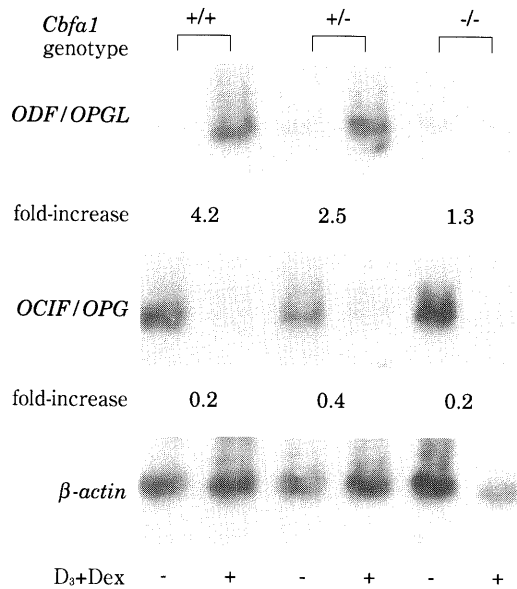 Cbfa1 genotype +/+ +/- -/-
ODF/OPGL
fold-increase 4.2 2.5 1.3
OCIF/OPG
fold-increase 0.2 0.4 0.2
β-actin
D₃+Dex - + - + - +